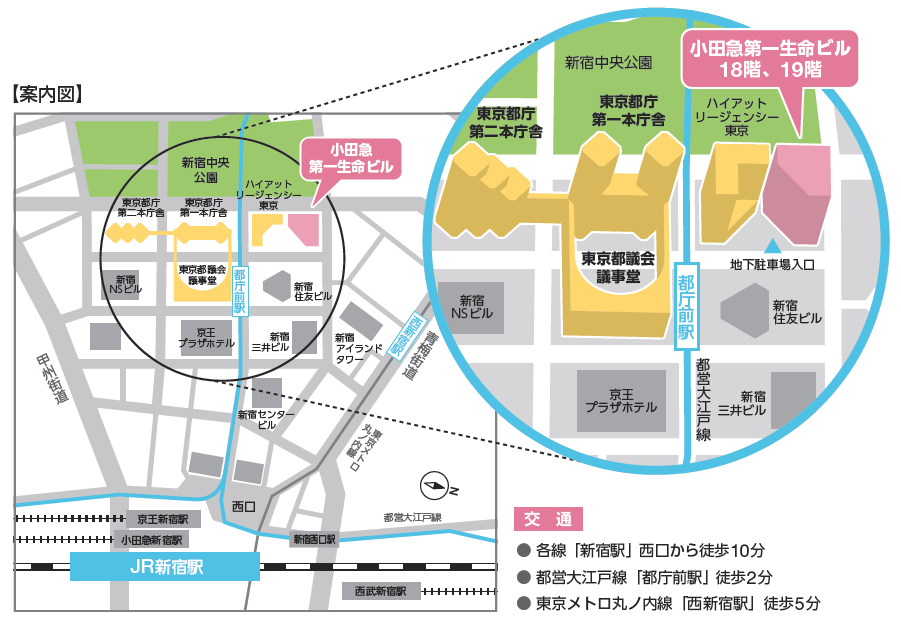 【案内図】
新宿中央
公園
小田急
第一生命ビル
ハイアット
リージェンシー
東京
東京都庁
第二本庁舎
東京都庁
第一本庁舎
東京都議会
議事堂
都庁前駅
新宿
NSビル
新宿
住友ビル
京王
プラザホテル
新宿
三井ビル
新宿
アイランド
タワー
西新宿駅
青梅街道
甲州街道
新宿センター
ビル
東京メトロ
丸ノ内線
N
西口
都営大江戸線
京王新宿駅
小田急新宿駅
新宿西口駅
JR新宿駅
西武新宿駅
新宿中央公園
小田急第一生命ビル
18階、19階
東京都庁
第二本庁舎
東京都庁
第一本庁舎
ハイアット
リージェンシー
東京
東京都議会
議事堂
地下駐車場入口
都庁前駅
新宿
NSビル
新宿
住友ビル
京王
プラザホテル
都営大江戸線
新宿
三井ビル
交通
● 各線「新宿駅」西口から徒歩10分
● 都営大江戸線「都庁前駅」徒歩2分
● 東京メトロ丸ノ内線「西新宿駅」徒歩5分